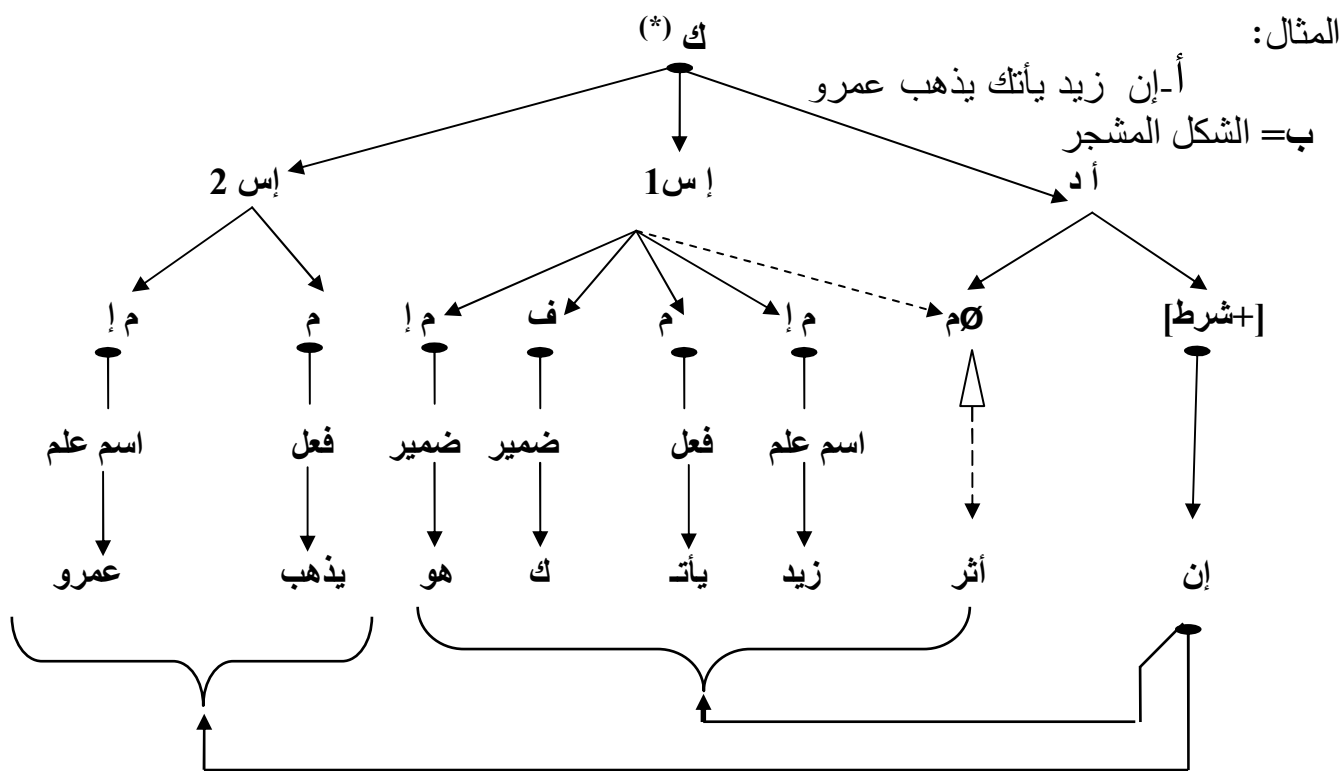 المثال:
ك (*)
أ-إن زيد يأتك يذهب عمرو
ب= الشكل المشجر
أ د إ س1 إس 2
[+شرط] Øم م إ م ف م إ م م إ
اسم علم فعل ضمير ضمير فعل اسم علم
إن أثر زيد يأتـ ك هو يذهب عمرو